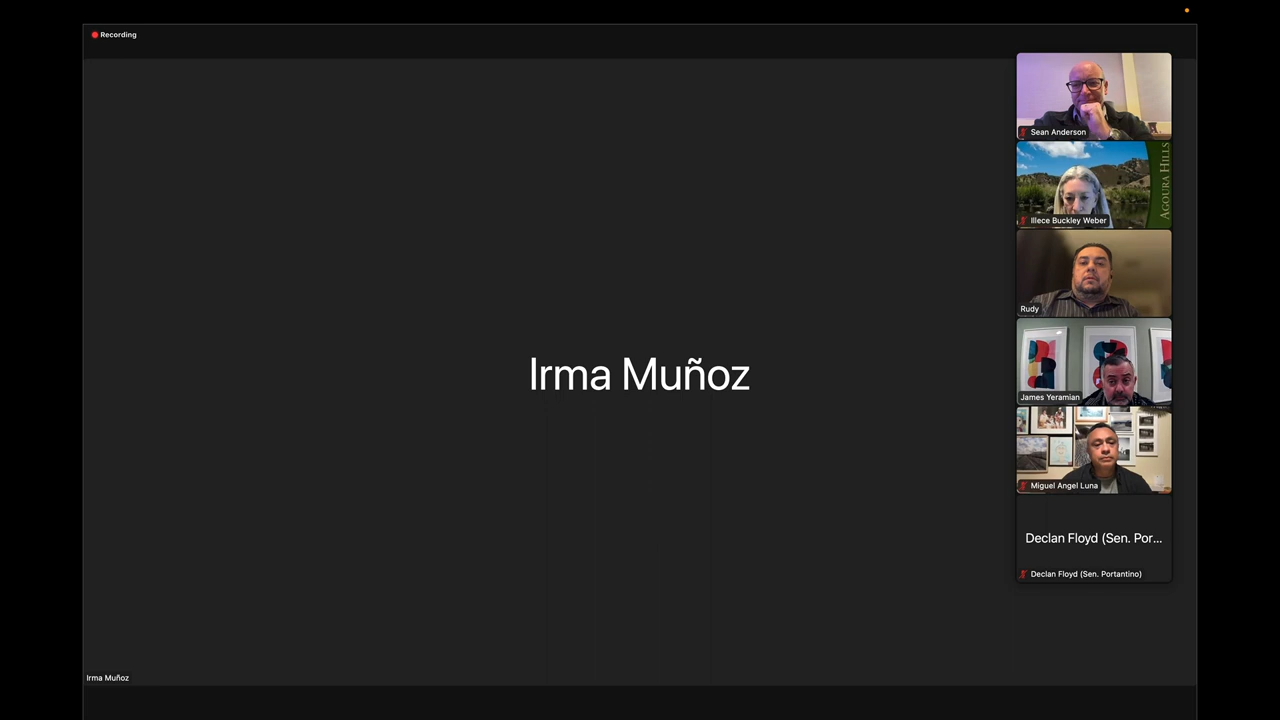 Recording
Sean Anderson
AGOURA HILLS
Illece Buckley Weber
Rudy
Irma Muñoz
James Yeramian
Miguel Angel Luna
Declan Floyd (Sen. Por...
Declan Floyd (Sen. Portantino)
Irma Muñoz